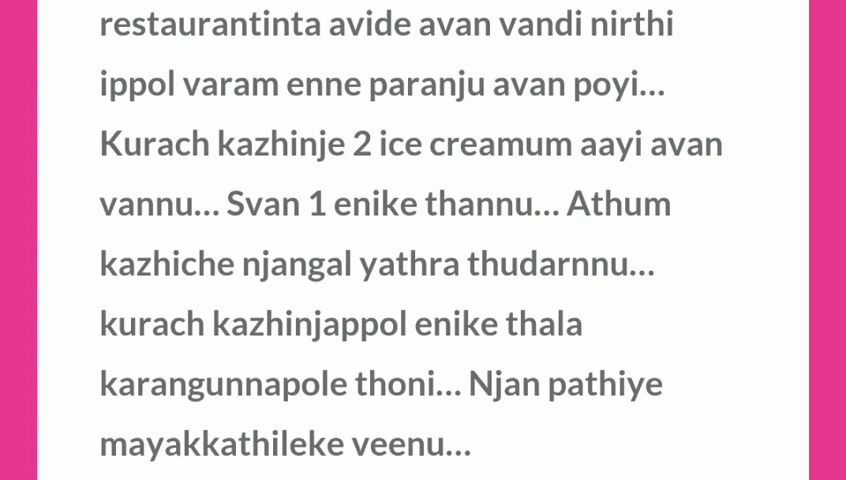 restaurantinta avide avan vandi nirthi
ippol varam enne paranju avan poyi...
Kurach kazhinje 2 ice creamum aayi avan
vannu... Svan 1 enike thannu... Athum
kazhiche njangal yathra thudarnnu...
kurach kazhinjappol enike thala
karangunnapole thoni... Njan pathiye
mayakkathileke veenu...